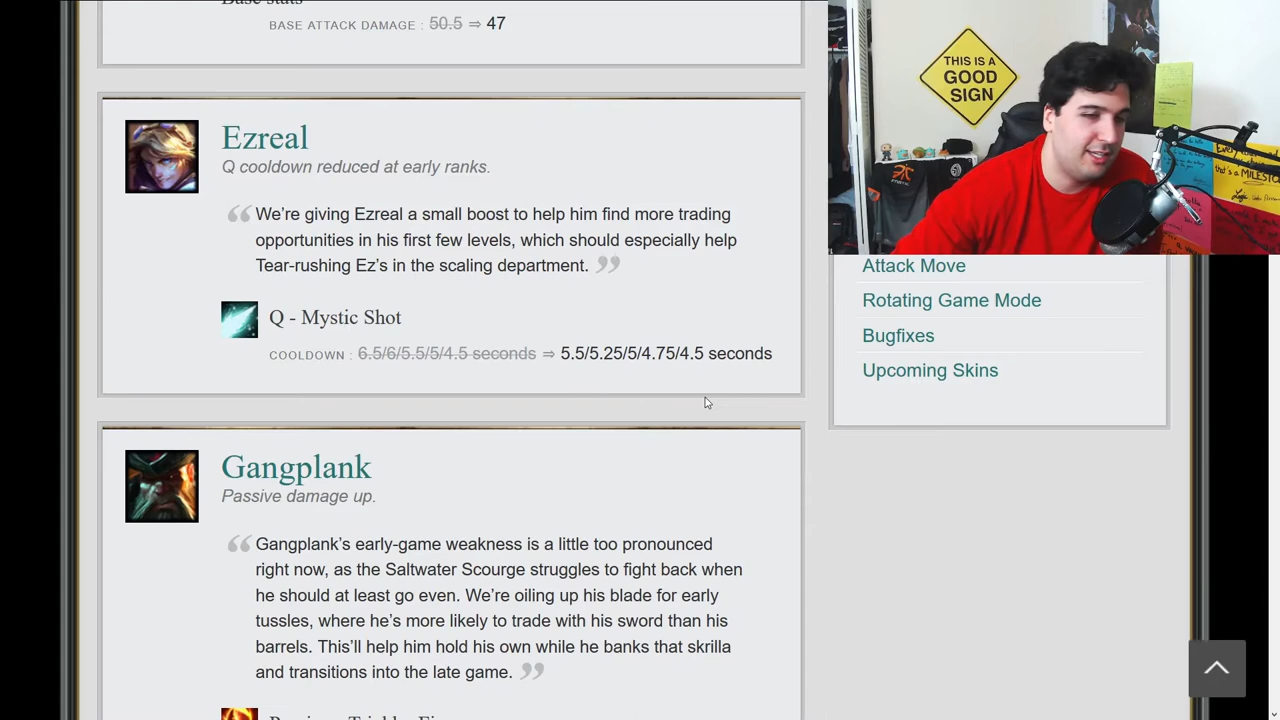 BASE ATTACK DAMAGE : 50.5 ⇒ 47
THIS IS A
GOOD
SIGN
Ezreal
Q cooldown reduced at early ranks.
“ We’re giving Ezreal a small boost to help him find more trading
opportunities in his first few levels, which should especially help
Tear-rushing Ez’s in the scaling department. ”
Q - Mystic Shot
COOLDOWN : 6.5/6/5.5/5/4.5 seconds ⇒ 5.5/5.25/5/4.75/4.5 seconds
Attack Move
Rotating Game Mode
Bugfixes
Upcoming Skins
Gangplank
Passive damage up.
“ Gangplank’s early-game weakness is a little too pronounced
right now, as the Saltwater Scourge struggles to fight back when
he should at least go even. We’re oiling up his blade for early
tussles, where he’s more likely to trade with his sword than his
barrels. This’ll help him hold his own while he banks that skrilla
and transitions into the late game. ”